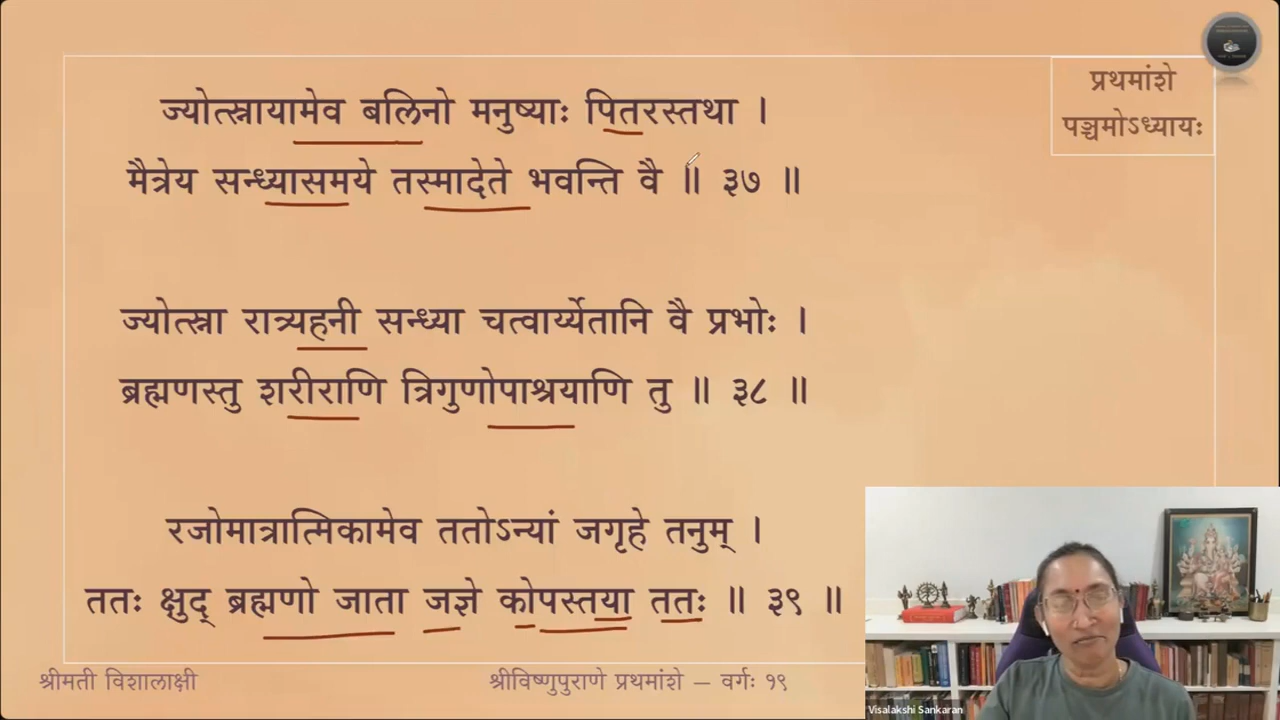 प्रथमांशे
पञ्चमोऽध्यायः
ज्योत्स्नायामेव बलिनो मनुष्याः पितरस्तथा ।
मैत्रेय सन्ध्यासमये तस्मादेते भवन्ति वै ॥ ३७ ॥
ज्योत्स्ना रात्र्यहनी सन्ध्या चत्वार्य्येतानि वै प्रभोः ।
ब्रह्मणस्तु शरीराणि त्रिगुणोपाश्रयाणि तु ॥ ३८ ॥
रजोमात्रात्मिकामेव ततोऽन्यां जगृहे तनुम् ।
ततः क्षुद् ब्रह्मणो जाता जज्ञे कोपस्तया ततः ॥ ३९ ॥
श्रीमती विशालाक्षी
श्रीविष्णुपुराणे प्रथमांशे – वर्गः १९
Visalakshi Sankaran